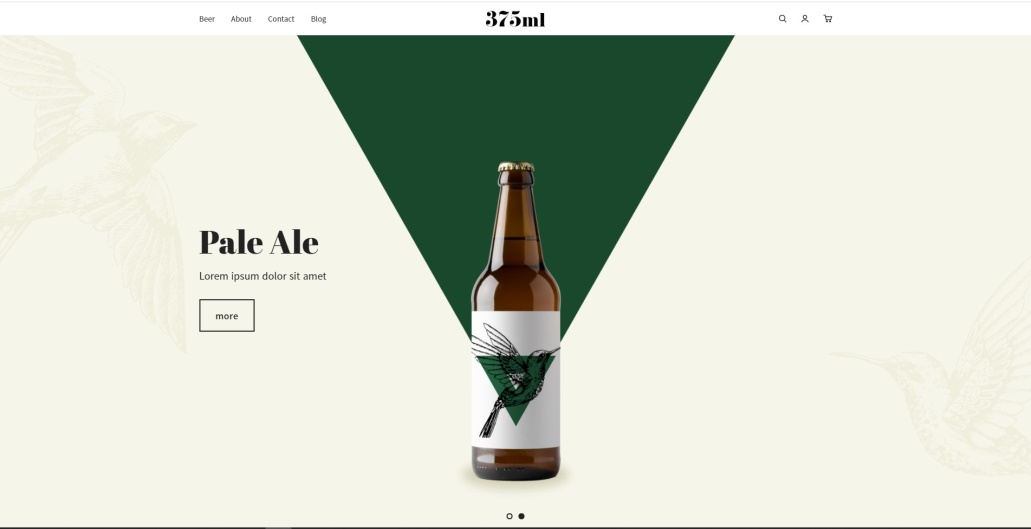 Beer About Contact Blog 375ml
Pale Ale
Lorem ipsum dolor sit amet
more